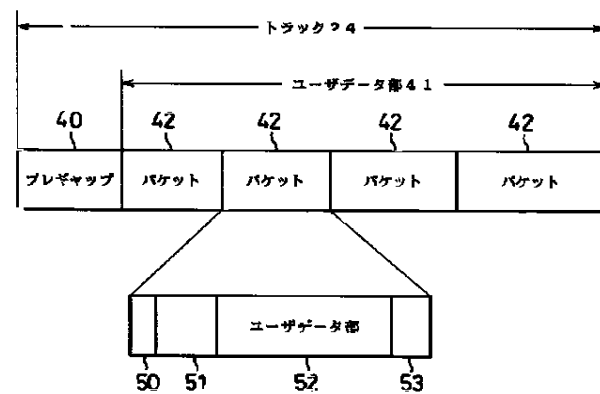 トラック24
ユーザデータ部41
40 42 42 42 42
プレギャップ パケット パケット パケット パケット
ユーザデータ部
50 51 52 53